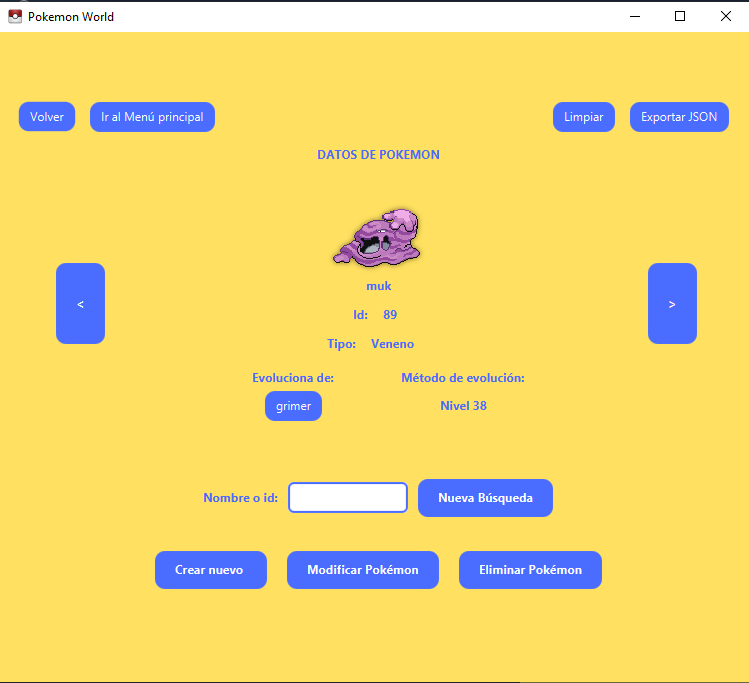 Pokemon World
Volver Ir al Menú principal Limpiar Exportar JSON
DATOS DE POKEMON
muk
< >
Id: 89
Tipo: Veneno
Evoluciona de: Método de evolución:
grimer Nivel 38
Nombre o id: Nueva Búsqueda
Crear nuevo Modificar Pokémon Eliminar Pokémon